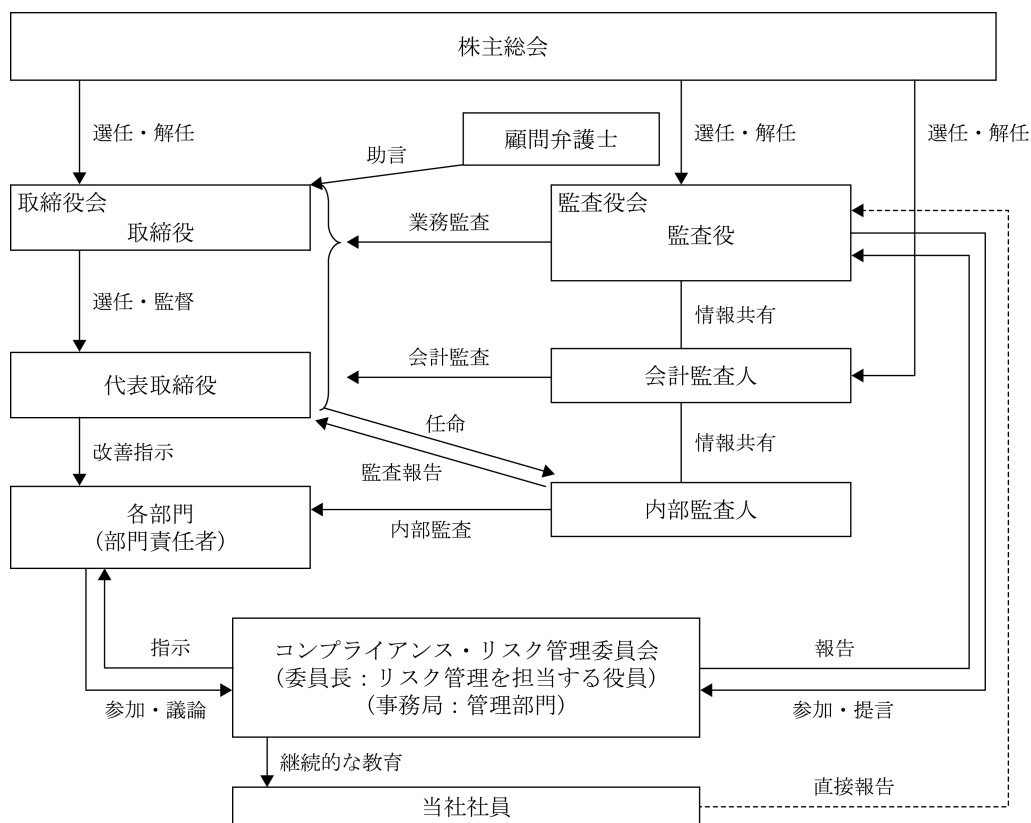 株主総会
選任・解任
選任・解任
選任・解任
顧問弁護士
助言
取締役会
取締役
業務監査
監査役会
監査役
選任・監督
情報共有
代表取締役
会計監査
会計監査人
任命
改善指示
監査報告
情報共有
各部門
(部門責任者)
内部監査
内部監査人
指示
コンプライアンス・リスク管理委員会
(委員長：リスク管理を担当する役員)
(事務局：管理部門)
報告
参加・議論
参加・提言
継続的な教育
直接報告
当社社員